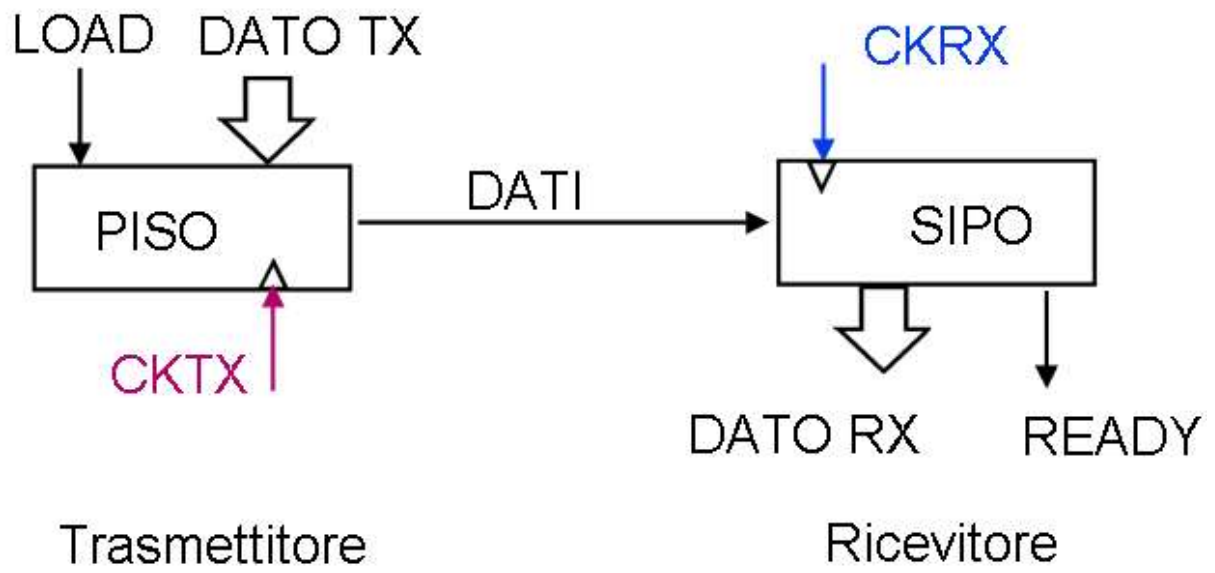 LOAD DATO TX
CKRX
DATI
PISO
SIPO
CKTX
DATO RX READY
Trasmettitore
Ricevitore